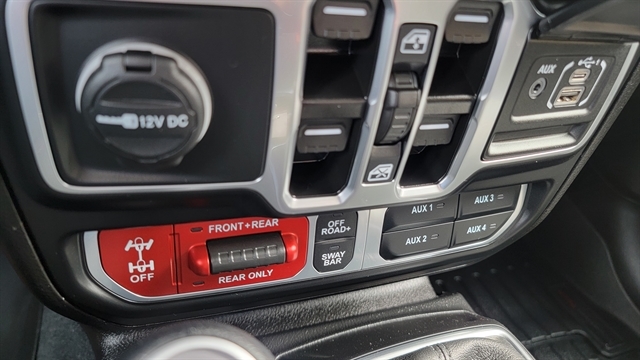 12V DC
AUX
FRONT+REAR
REAR ONLY
OFF
OFF
ROAD+
SWAY
BAR
AUX 1
AUX 2
AUX 3
AUX 4